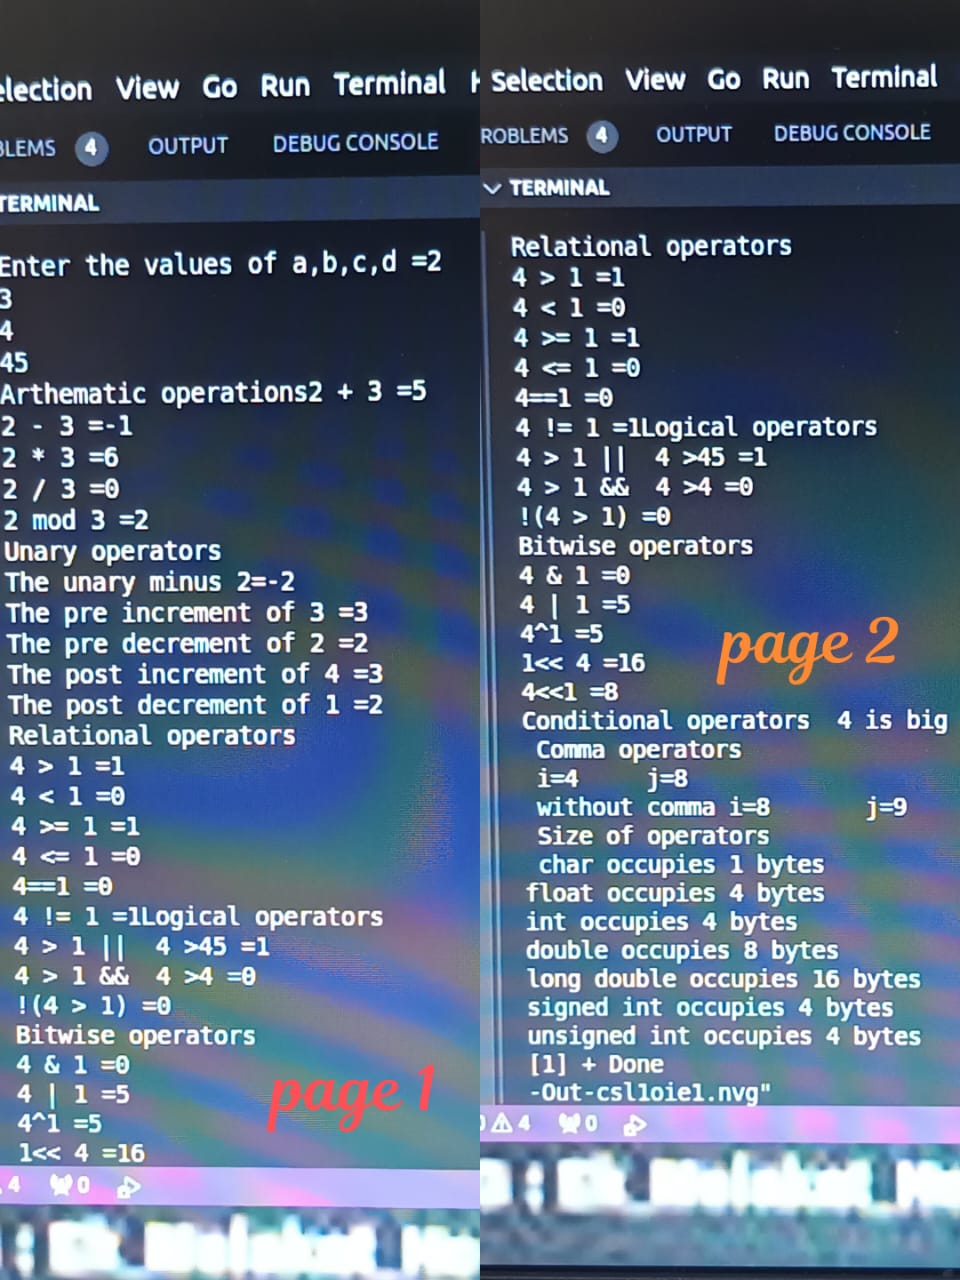 Selection View Go Run Terminal
4 OUTPUT DEBUG CONSOLE
TERMINAL
Enter the values of a,b,c,d =2
3
4
45
Arthematic operations2 + 3 =5
2 - 3 =-1
2 * 3 =6
2 / 3 =0
2 mod 3 =2
Unary operators
The unary minus 2=-2
The pre increment of 3 =3
The pre decrement of 2 =2
The post increment of 4 =3
The post decrement of 1 =2
Relational operators
4 > 1 =1
4 < 1 =0
4 >= 1 =1
4 <= 1 =0
4==1 =0
4 != 1 =1Logical operators
4 > 1 ||  4 >45 =1
4 > 1 &&  4 >4 =0
!(4 > 1) =0
Bitwise operators
4 & 1 =0
4 | 1 =5
4^1 =5
1<< 4 =16
page 1
4 0
Selection View Go Run Terminal
ROBLEMS 4 OUTPUT DEBUG CONSOLE
TERMINAL
Relational operators
4 > 1 =1
4 < 1 =0
4 >= 1 =1
4 <= 1 =0
4==1 =0
4 != 1 =1Logical operators
4 > 1 ||  4 >45 =1
4 > 1 &&  4 >4 =0
!(4 > 1) =0
Bitwise operators
4 & 1 =0
4 | 1 =5
4^1 =5
1<< 4 =16
4<<1 =8
page 2
Conditional operators  4 is big
Comma operators
i=4 j=8
without comma i=8 j=9
Size of operators
char occupies 1 bytes
float occupies 4 bytes
int occupies 4 bytes
double occupies 8 bytes
long double occupies 16 bytes
signed int occupies 4 bytes
unsigned int occupies 4 bytes
[1] + Done
-Out-csl1oie1.nvg"
4 0